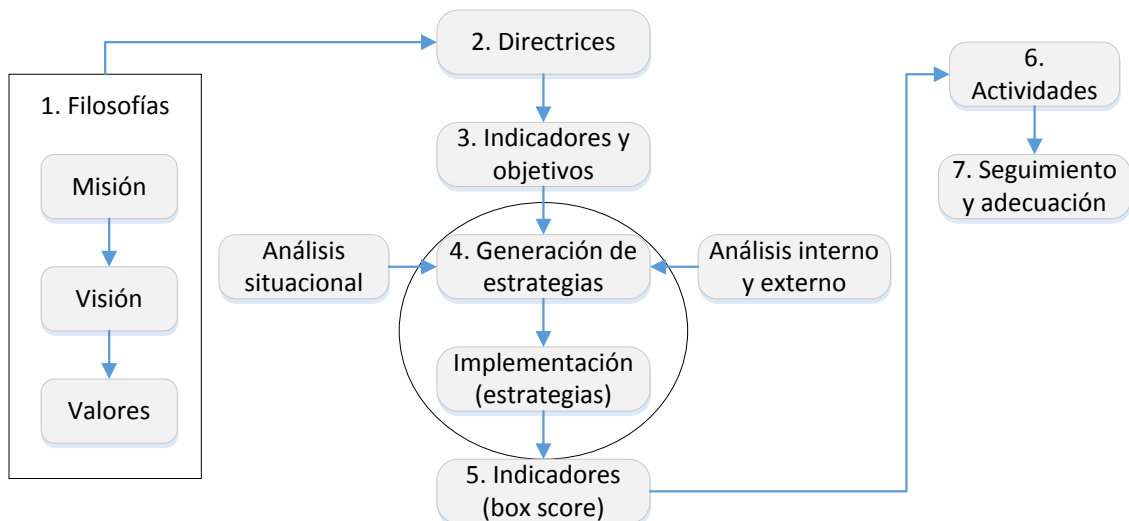 1. Filosofías
Misión
Visión
Valores
2. Directrices
3. Indicadores y
objetivos
Análisis
situacional
4. Generación de
estrategias
Análisis interno
y externo
Implementación
(estrategias)
5. Indicadores
(box score)
6.
Actividades
7. Seguimiento
y adecuación